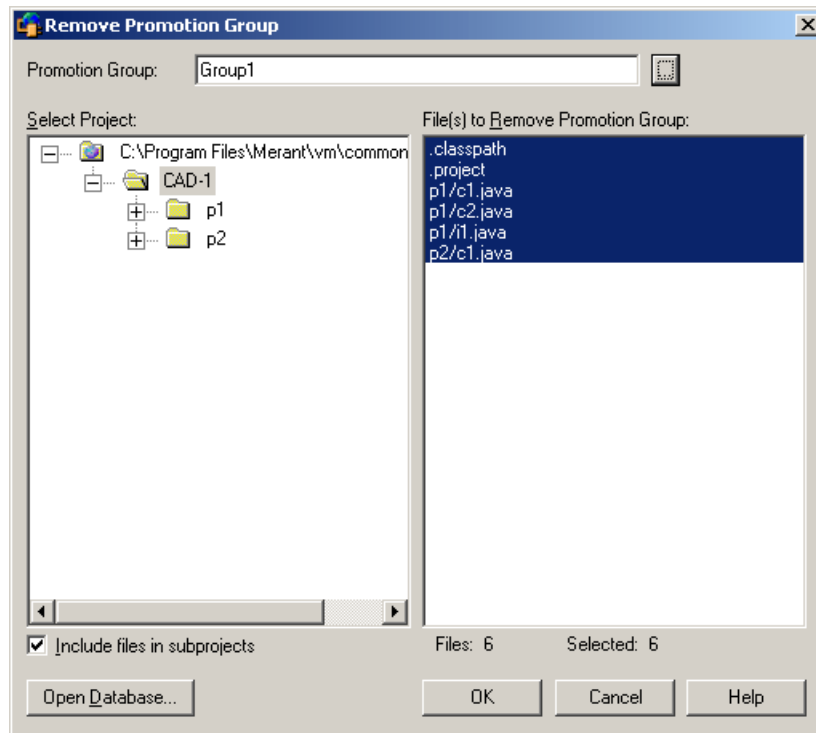 Remove Promotion Group
Promotion Group: Group1
Select Project:
C:\Program Files\Merant\vm\common
CAD-1
p1
p2
File(s) to Remove Promotion Group:
.classpath
.project
p1/c1.java
p1/c2.java
p1/i1.java
p2/c1.java
Include files in subprojects
Files: 6 Selected: 6
Open Database... OK Cancel Help